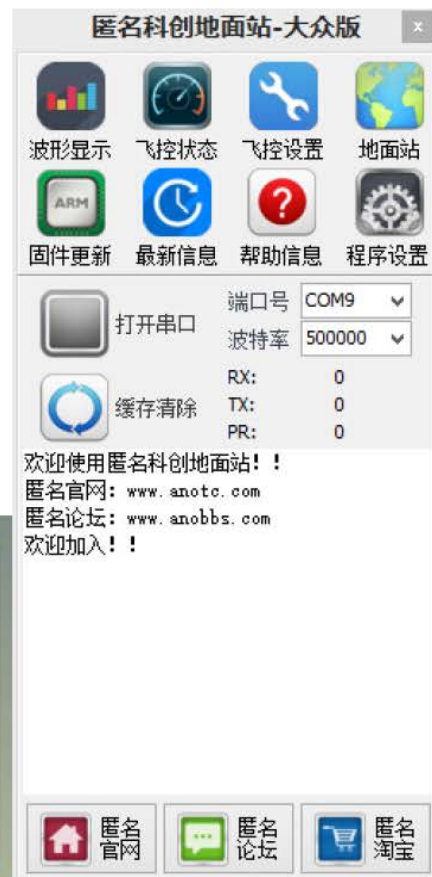 匿名科创地面站-大众版
x
波形显示 飞控状态 飞控设置 地面站
ARM
固件更新 最新信息 帮助信息 程序设置
打开串口
端口号 COM9
波特率 500000
缓存清除
RX: 0
TX: 0
PR: 0
欢迎使用匿名科创地面站！！
匿名官网：www.anotc.com
匿名论坛：www.anobbs.com
欢迎加入！！
匿名官网 匿名论坛 匿名淘宝